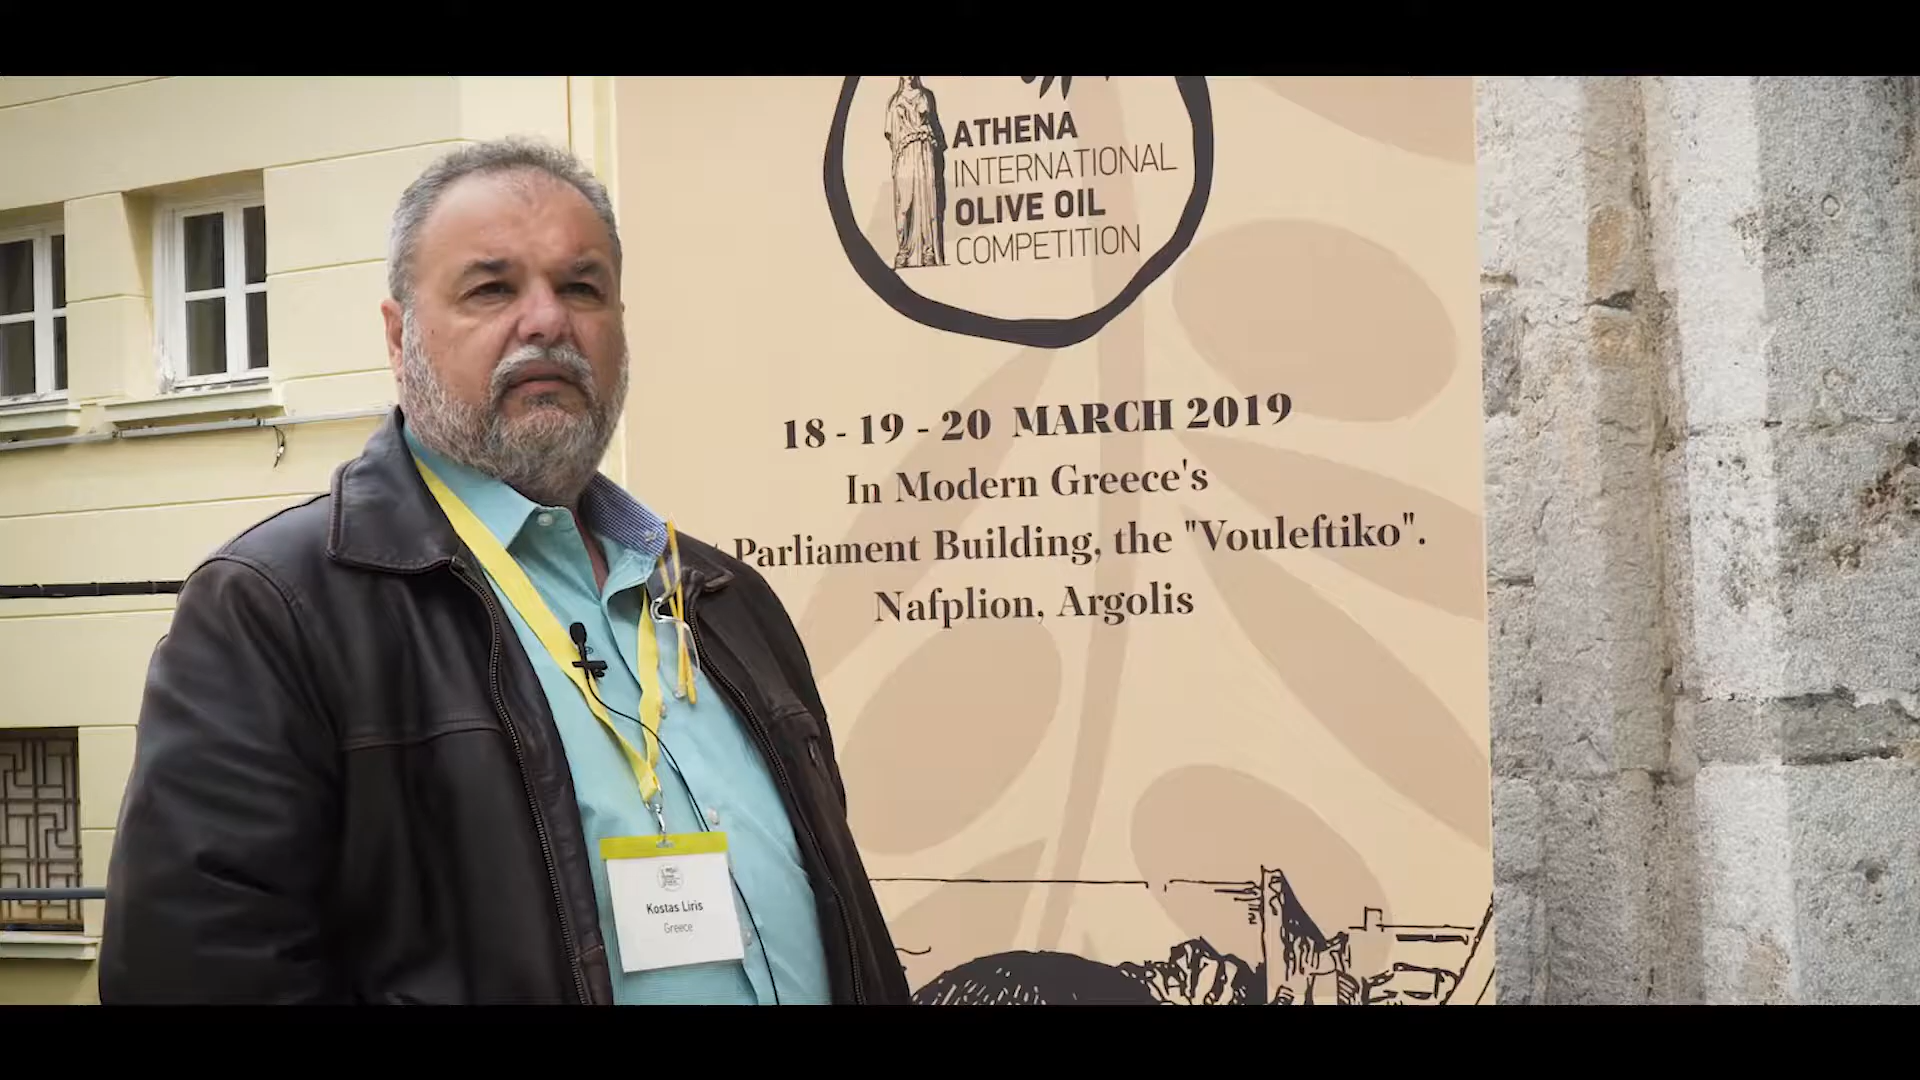 ATHENA
INTERNATIONAL
OLIVE OIL
COMPETITION
18 - 19 - 20 MARCH 2019
In Modern Greece's
Parliament Building, the "Vouleftiko".
Nafplion, Argolis
Kostas Liris
Greece